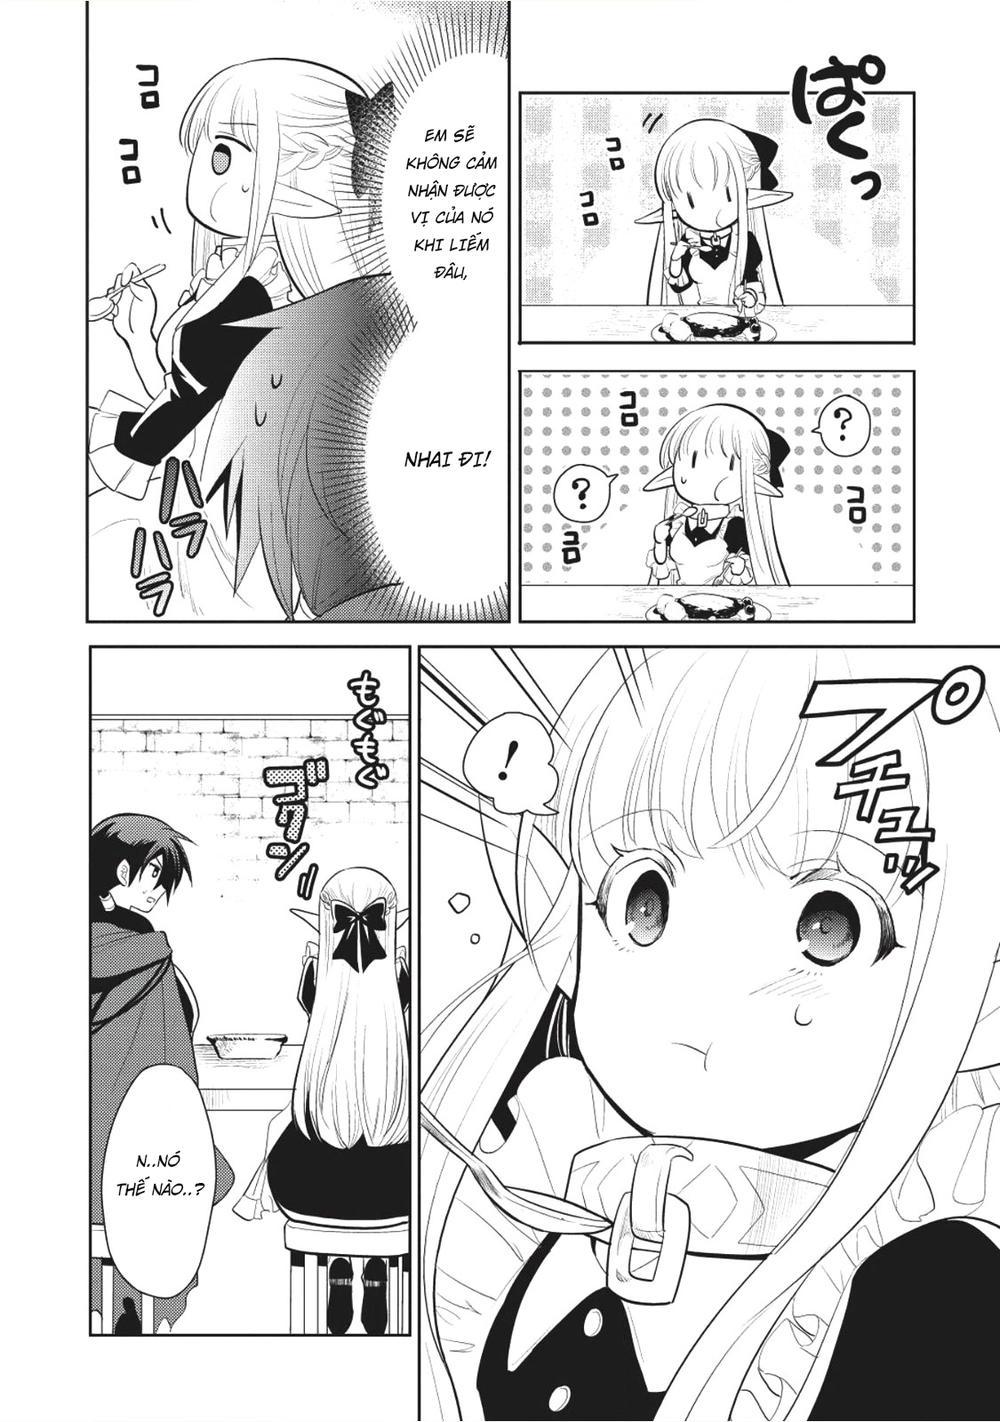 ぱくっ
コロ
コロ
?
?
コロ
コロ
コロ
コロ
コロ
EM SẼ
KHÔNG CẢM
NHẬN ĐƯỢC
VỊ CỦA NÓ
KHI LIẾM
ĐÂU,
NHAI ĐI!
ハラハラ
プチュッ
!
もぐもぐ
ゴクン
N..NÓ
THẾ NÀO..?